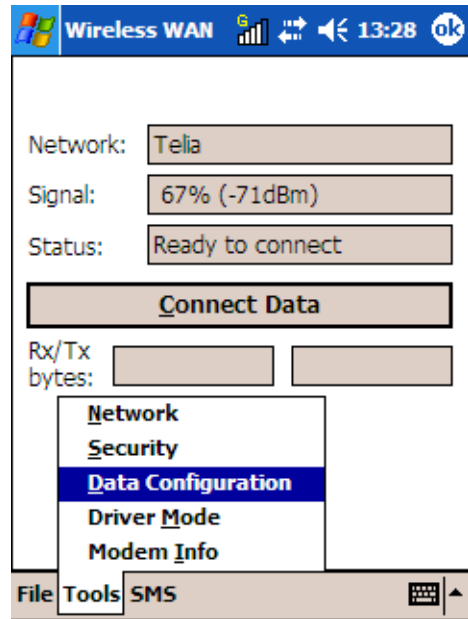 Wireless WAN G 13:28 ok
Network: Telia
Signal: 67% (-71dBm)
Status: Ready to connect
Connect Data
Rx/Tx
bytes:
Network
Security
Data Configuration
Driver Mode
Modem Info
File Tools SMS